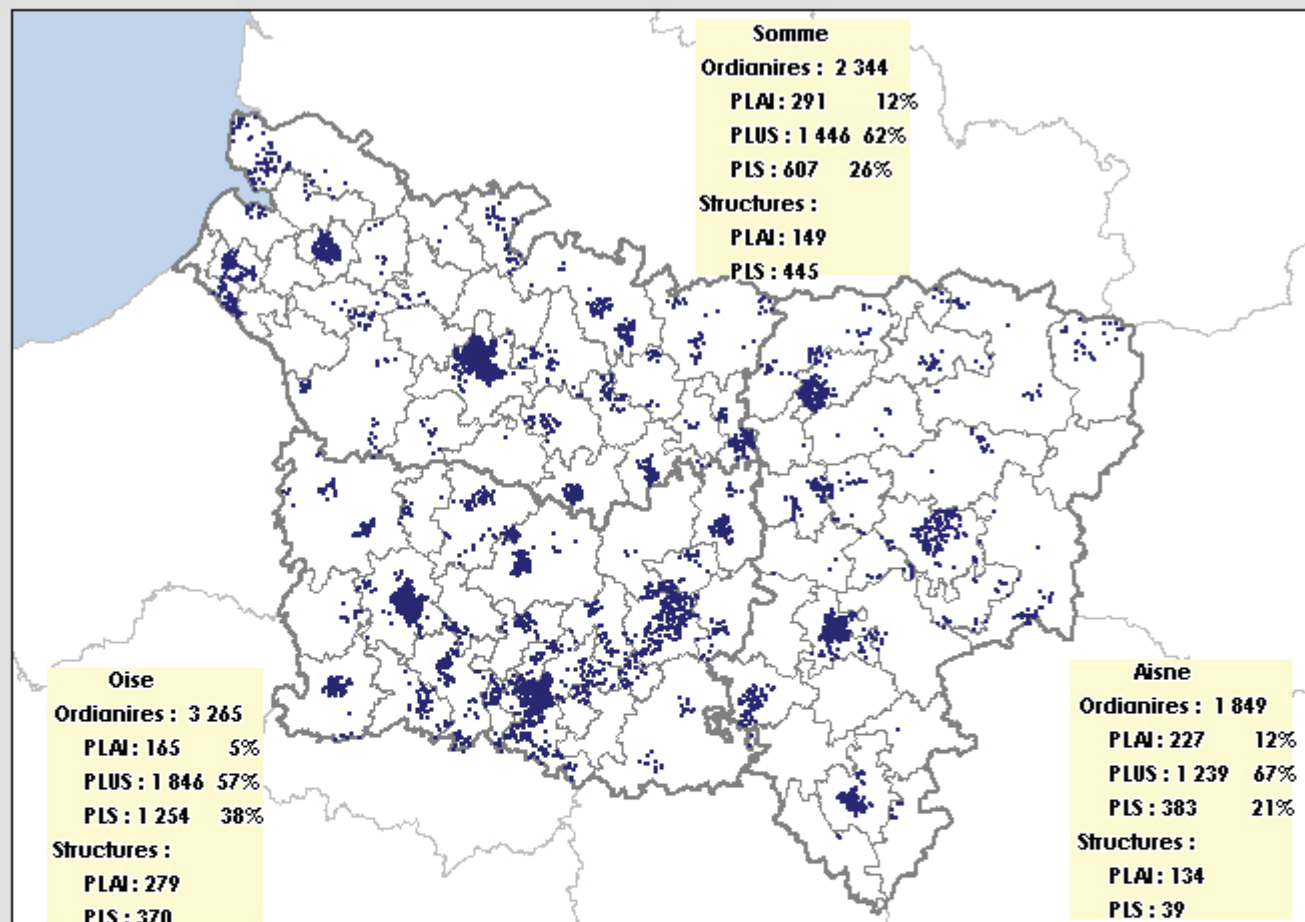 Somme
Ordianires : 2 344
PLAI : 291 12%
PLUS : 1 446 62%
PLS : 607 26%
Structures :
PLAI : 149
PLS : 445
Oise
Ordianires : 3 265
PLAI : 165 5%
PLUS : 1 846 57%
PLS : 1 254 38%
Structures :
PLAI : 279
PLS : 370
Aisne
Ordianires : 1 849
PLAI : 227 12%
PLUS : 1 239 67%
PLS : 383 21%
Structures :
PLAI : 134
PLS : 39